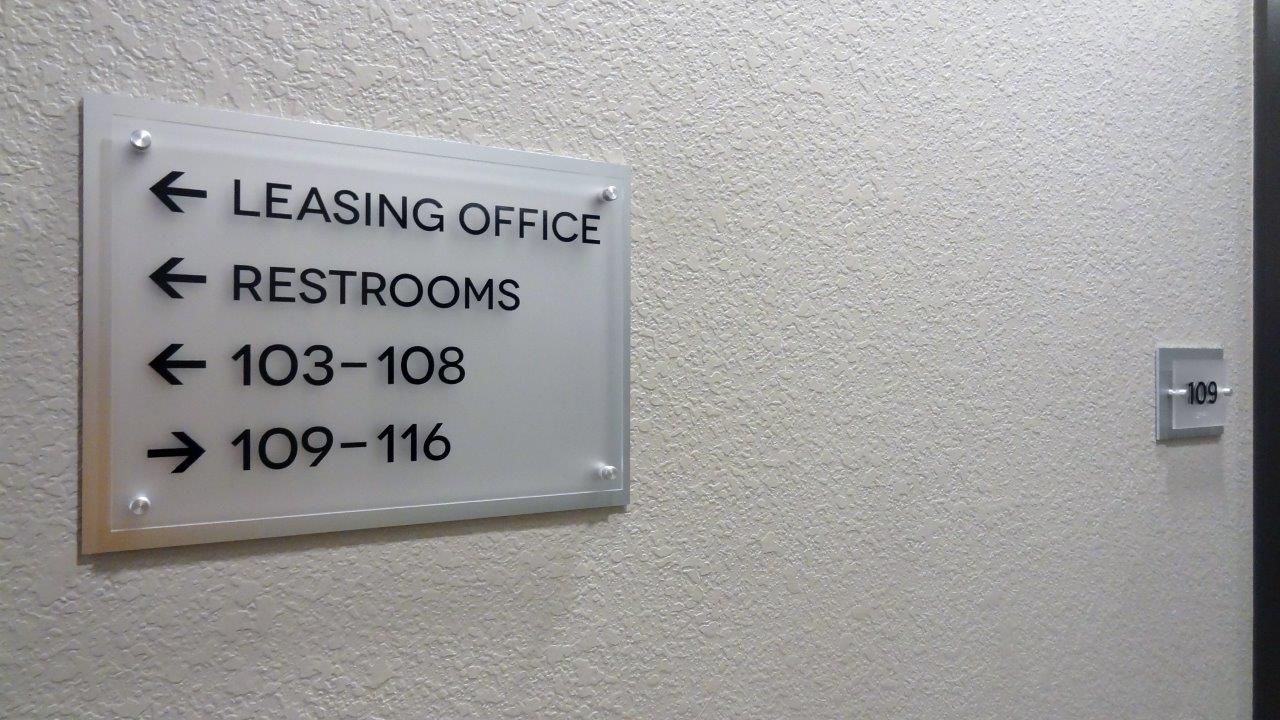 ← LEASING OFFICE
← RESTROOMS
← 103–108
→ 109–116
109